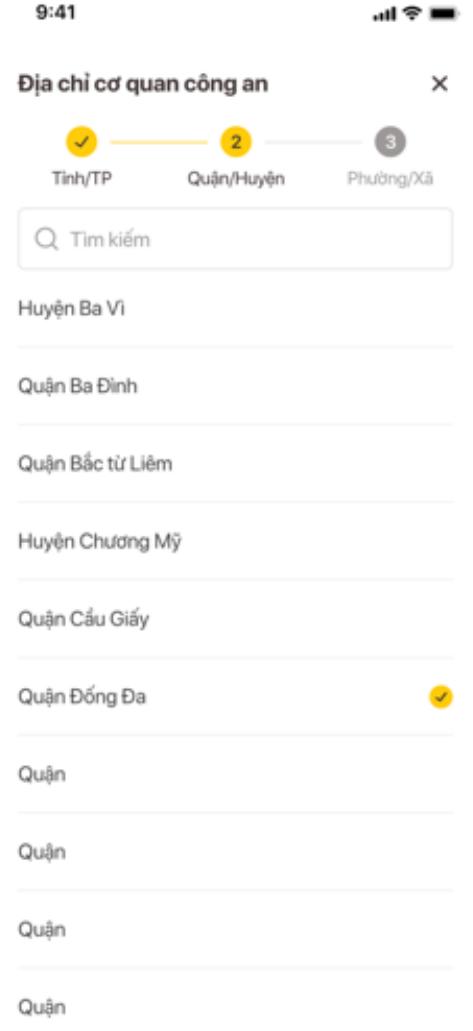 9:41
Địa chỉ cơ quan công an
2
3
Tỉnh/TP
Quận/Huyện
Phường/Xã
Tìm kiếm
Huyện Ba Vì
Quận Ba Đình
Quận Bắc từ Liêm
Huyện Chương Mỹ
Quận Cầu Giấy
Quận Đống Đa
Quận
Quận
Quận
Quận